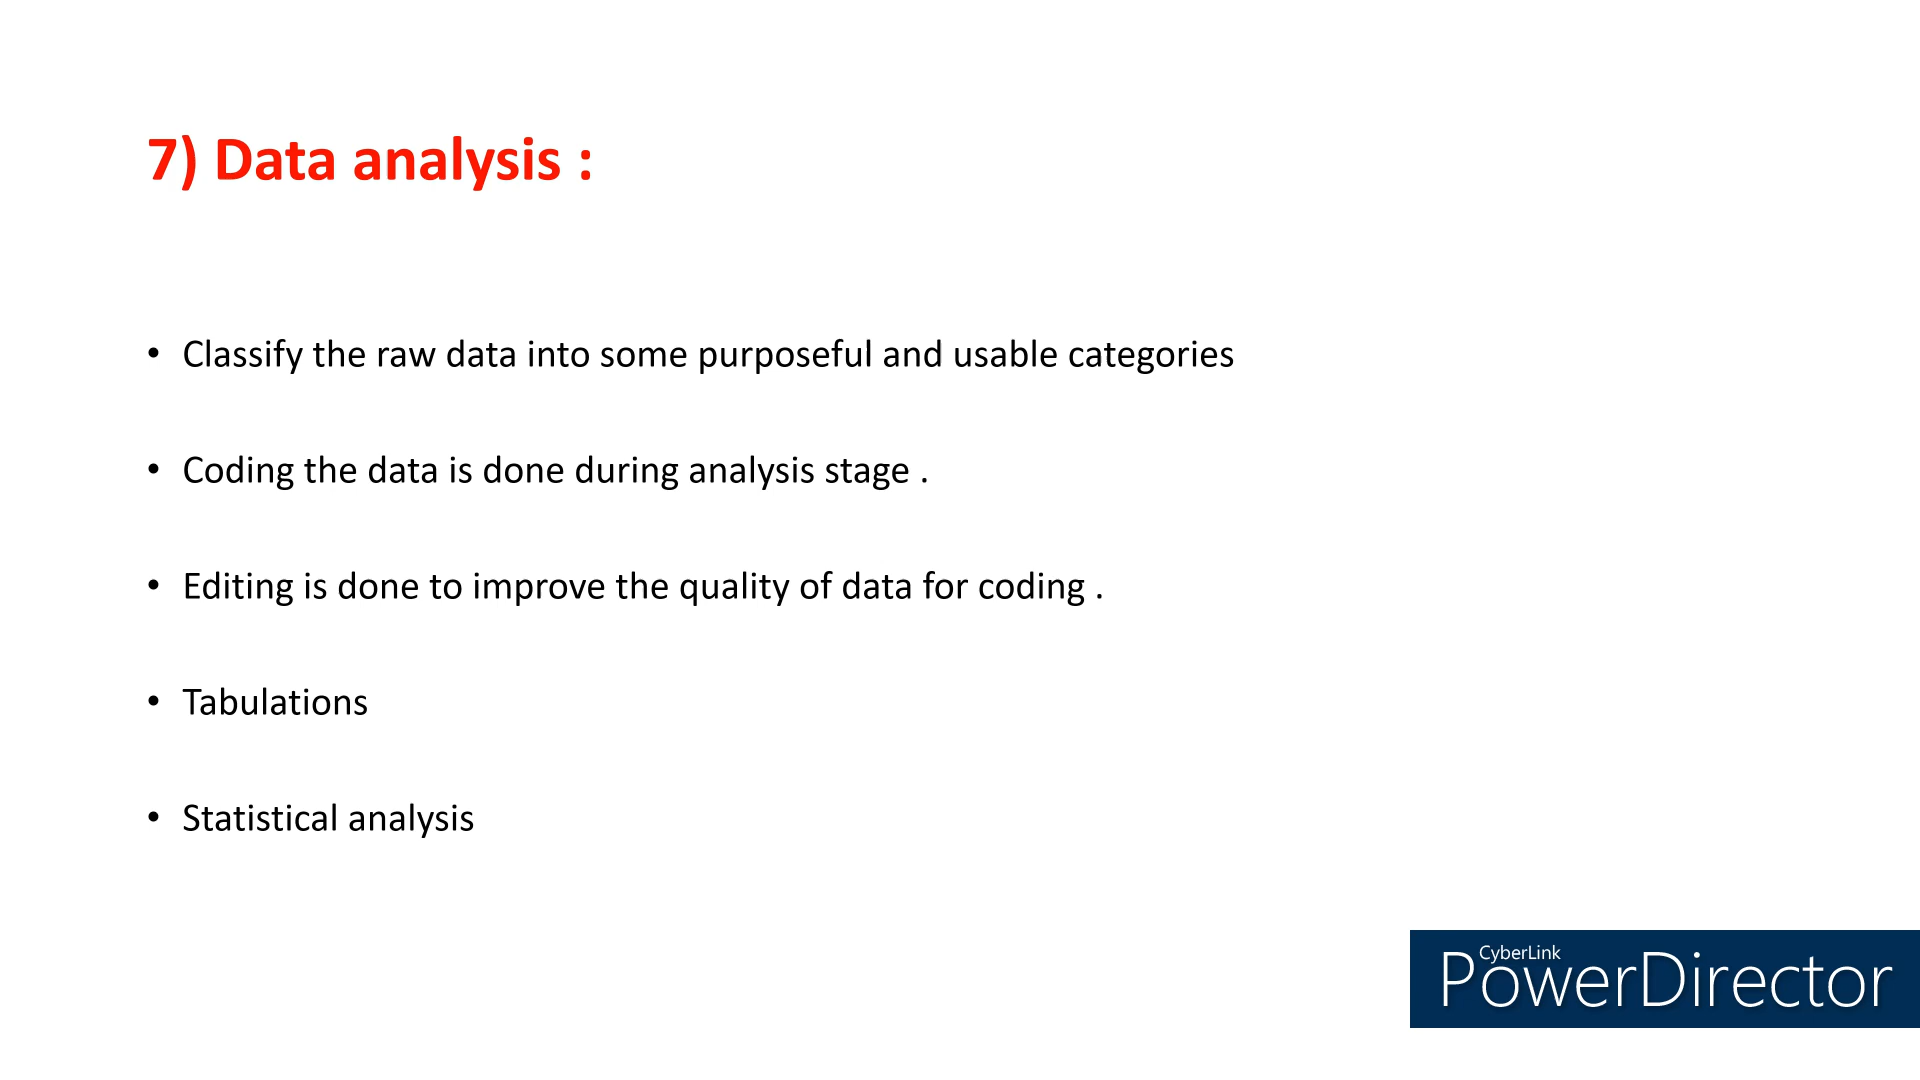 7) Data analysis :
• Classify the raw data into some purposeful and usable categories
• Coding the data is done during analysis stage .
• Editing is done to improve the quality of data for coding .
• Tabulations
• Statistical analysis
CyberLink
PowerDirector